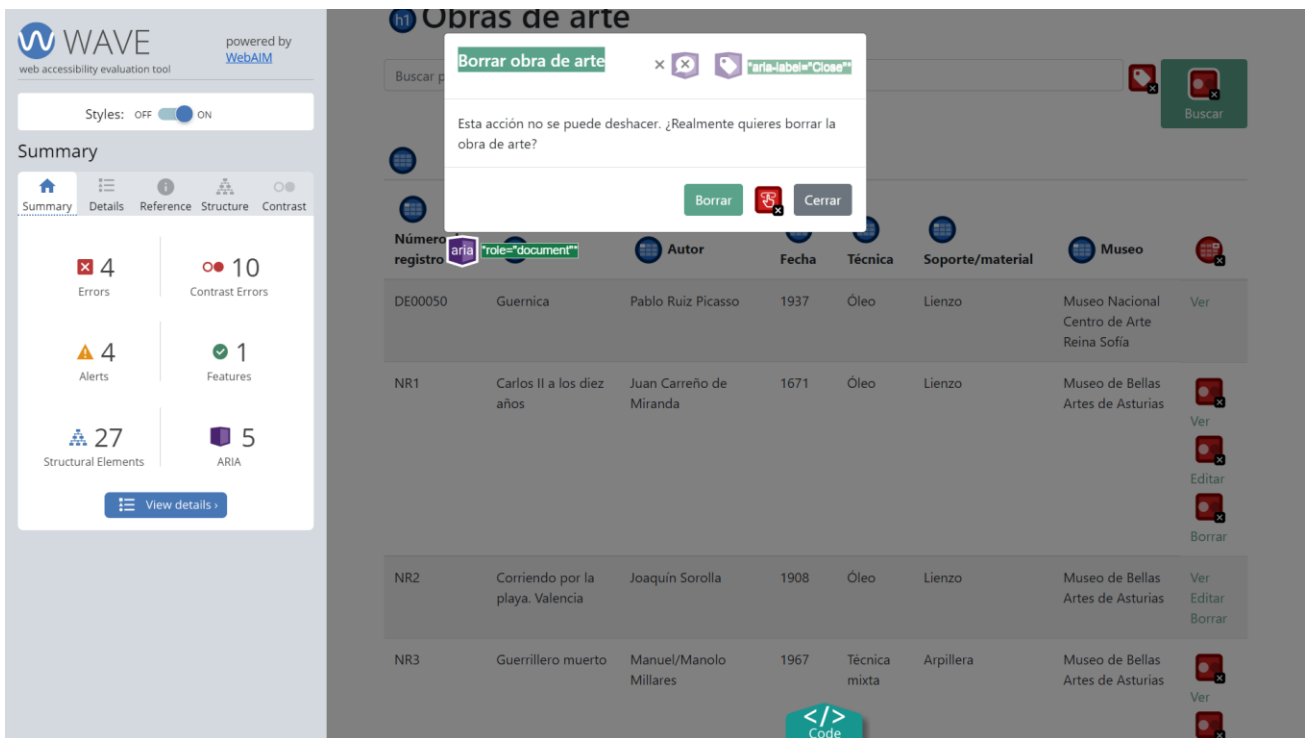 WAVE
web accessibility evaluation tool
powered by
WebAIM
Styles: OFF ON
Summary
Summary Details Reference Structure Contrast
4
Errors
10
Contrast Errors
4
Alerts
1
Features
27
Structural Elements
5
ARIA
View details ›
h1 Obras de arte
Buscar p
Buscar
Borrar obra de arte × *aria-label="Close"*
Esta acción no se puede deshacer. ¿Realmente quieres borrar la
obra de arte?
Borrar Cerrar
aria *role="document"*
Número
registro Autor Fecha Técnica Soporte/material Museo
DE00050 Guernica Pablo Ruiz Picasso 1937 Óleo Lienzo Museo Nacional Ver
Centro de Arte
Reina Sofía
NR1 Carlos II a los diez Juan Carreño de 1671 Óleo Lienzo Museo de Bellas
años Miranda Artes de Asturias
Ver
Editar
Borrar
NR2 Corriendo por la Joaquín Sorolla 1908 Óleo Lienzo Museo de Bellas Ver
playa. Valencia Artes de Asturias Editar
Borrar
NR3 Guerrillero muerto Manuel/Manolo 1967 Técnica Arpillera Museo de Bellas
Millares mixta Artes de Asturias
Ver
</>
Code